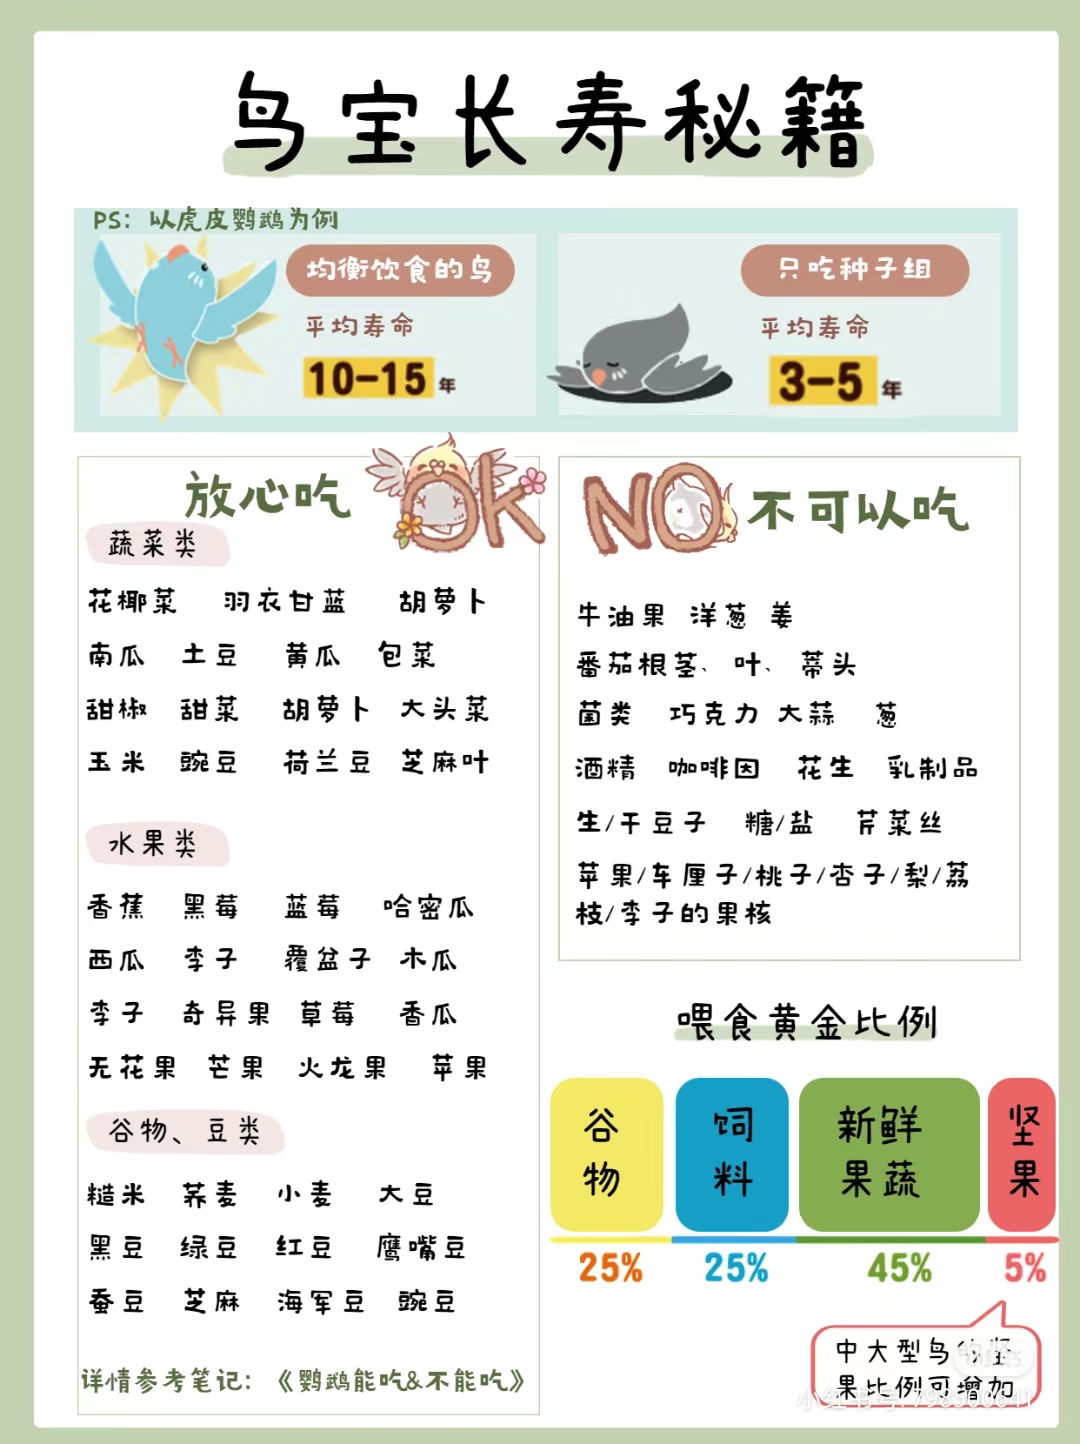 鸟宝长寿秘籍
PS：以虎皮鹦鹉为例
均衡饮食的鸟
平均寿命
10-15年
只吃种子组
平均寿命
3-5年
放心吃 OK
蔬菜类
花椰菜 羽衣甘蓝 胡萝卜
南瓜 土豆 黄瓜 包菜
甜椒 甜菜 胡萝卜 大头菜
玉米 豌豆 荷兰豆 芝麻叶
水果类
香蕉 黑莓 蓝莓 哈密瓜
西瓜 李子 覆盆子 木瓜
李子 奇异果 草莓 香瓜
无花果 芒果 火龙果 苹果
谷物、豆类
糙米 荞麦 小麦 大豆
黑豆 绿豆 红豆 鹰嘴豆
蚕豆 芝麻 海军豆 豌豆
详情参考笔记：《鹦鹉能吃&不能吃》
NO 不可以吃
牛油果 洋葱 姜
番茄根茎、叶、蒂头
菌类 巧克力 大蒜 葱
酒精 咖啡因 花生 乳制品
生/干豆子 糖/盐 芹菜丝
苹果/车厘子/桃子/杏子/梨/荔
枝/李子的果核
喂食黄金比例
谷物
饲料
新鲜果蔬
坚果
25% 25% 45% 5%
中大型鸟的坚
果比例可增加
小红书号: